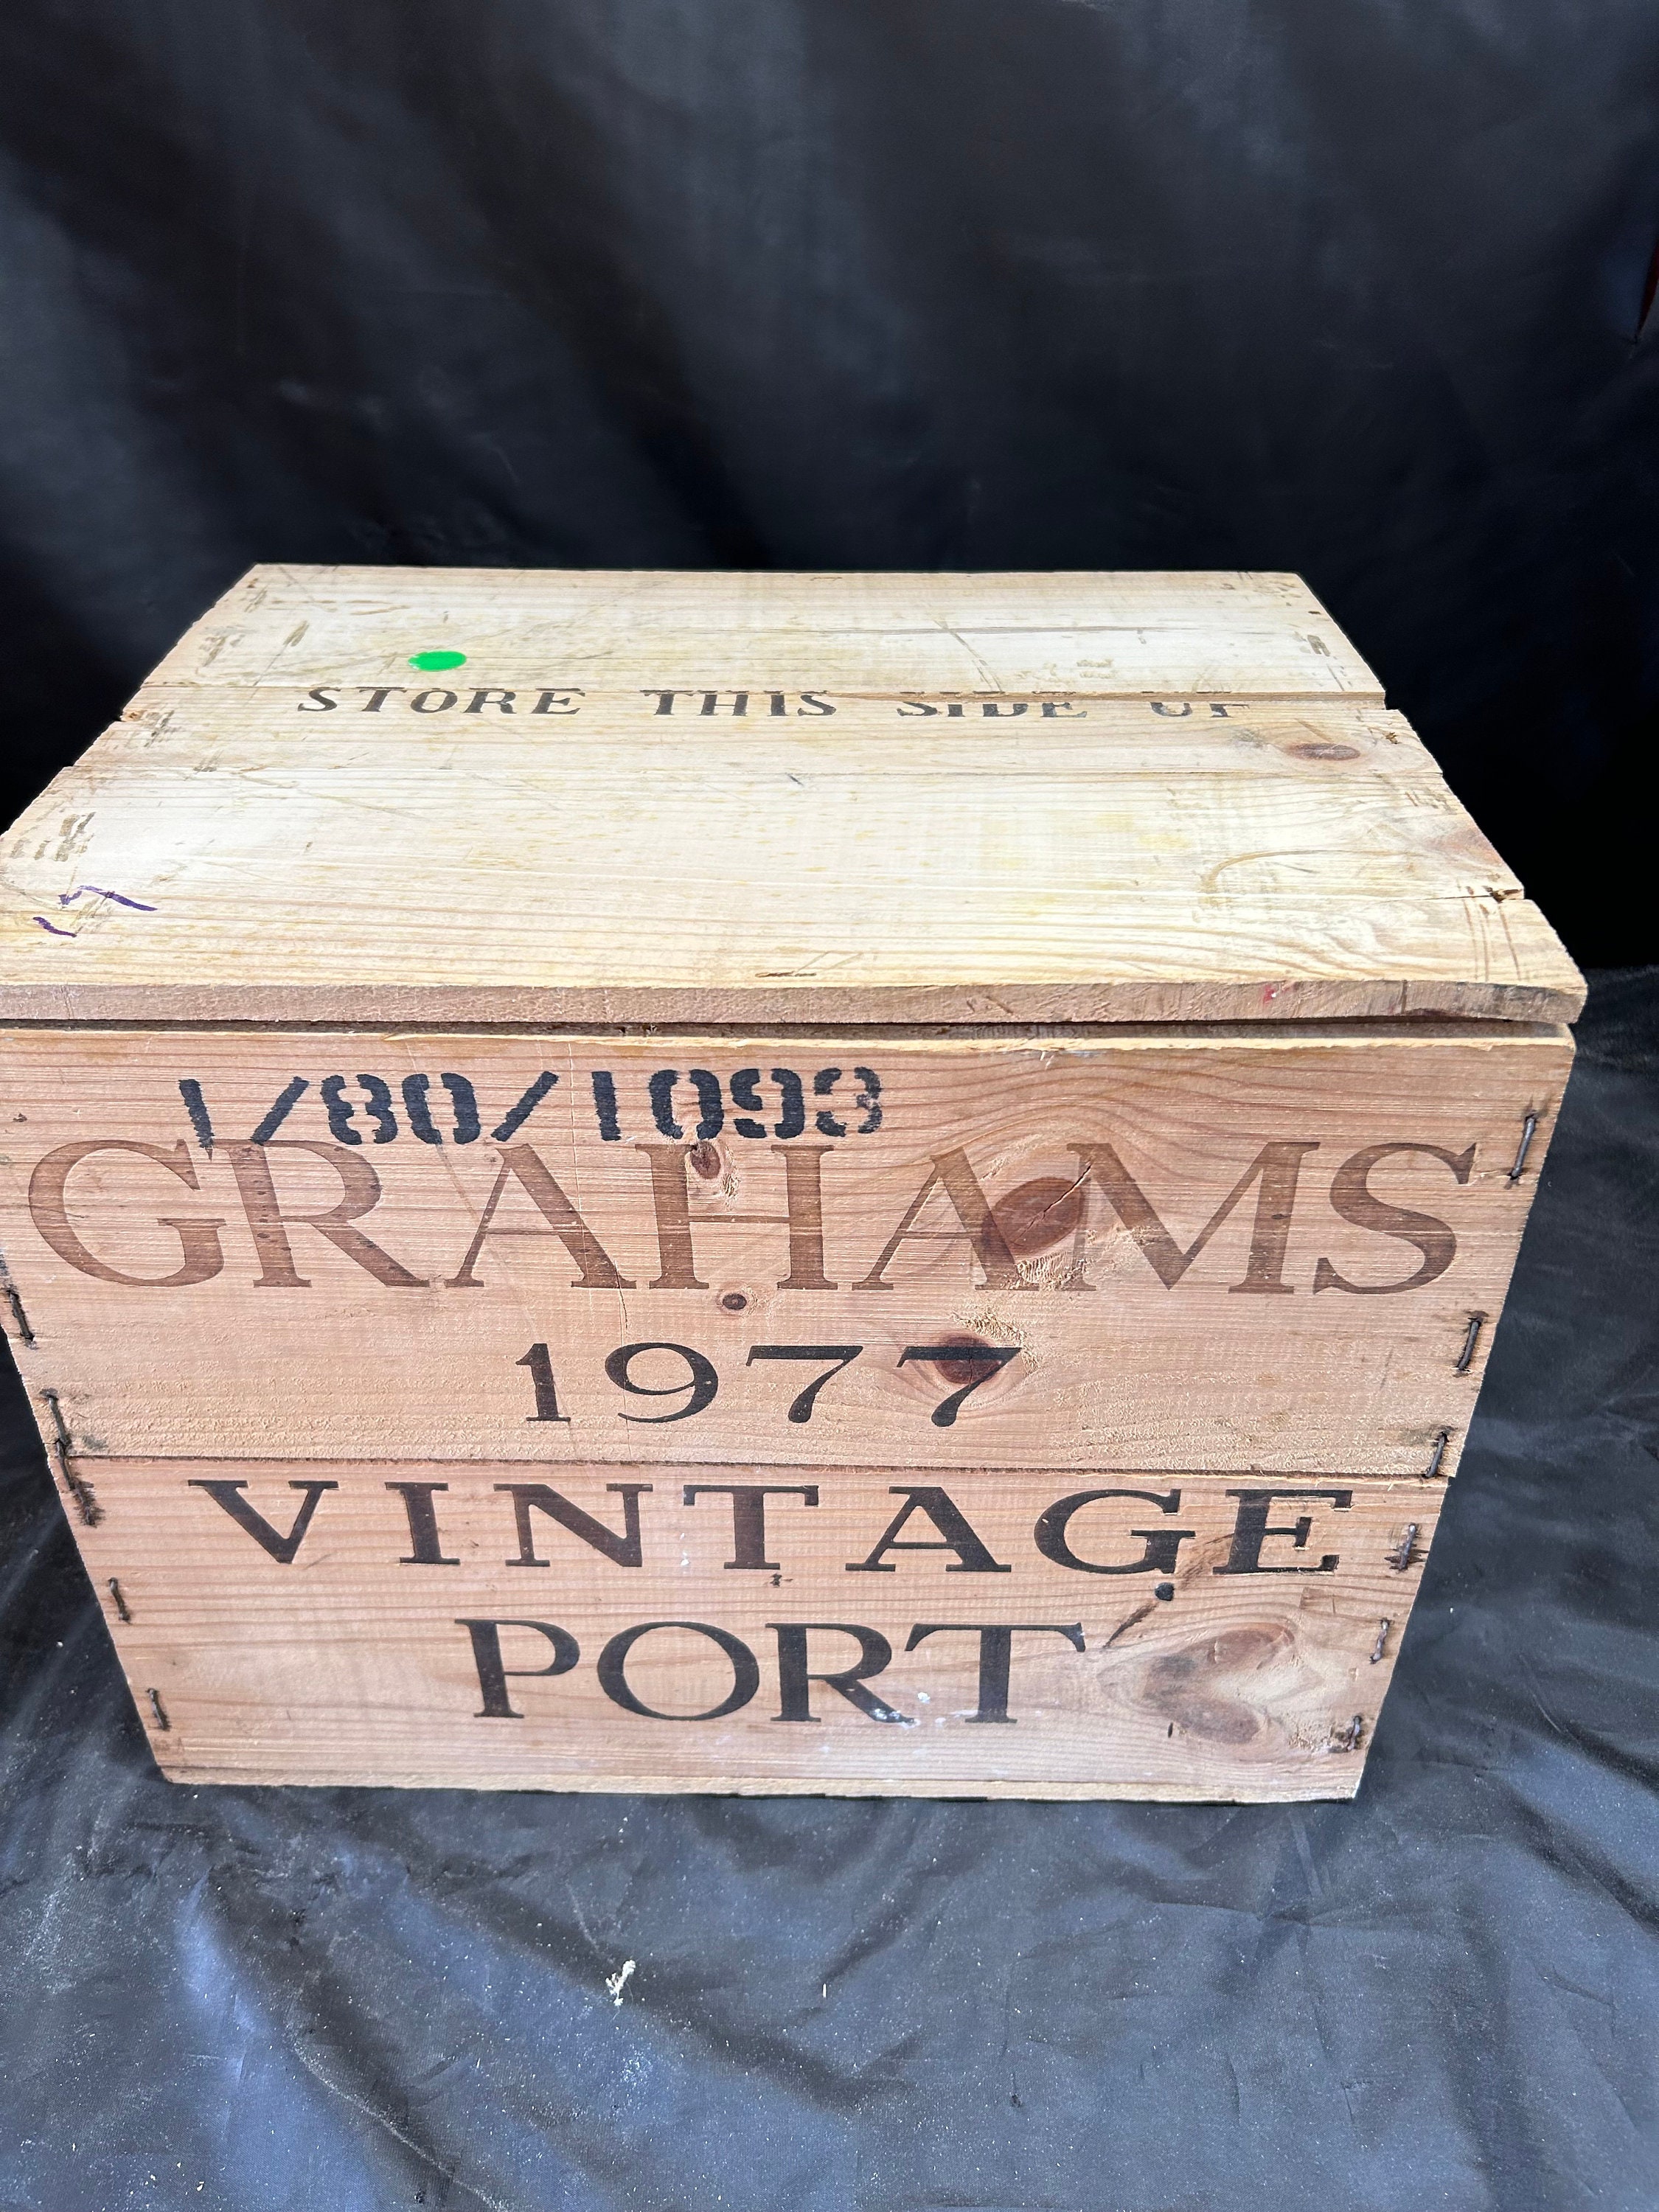 STORE THIS SIDE UP
1/80/1093
GRAHAMS
1977
VINTAGE
PORT